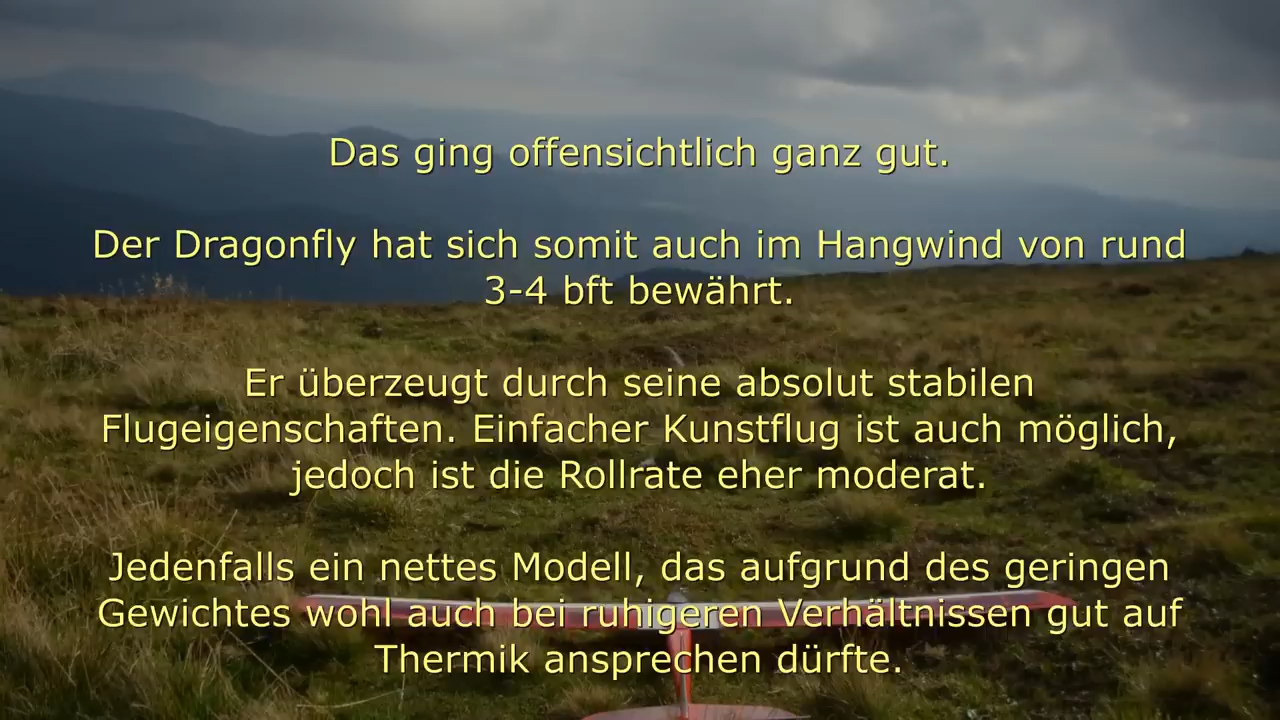 Das ging offensichtlich ganz gut.
Der Dragonfly hat sich somit auch im Hangwind von rund
3-4 bft bewährt.
Er überzeugt durch seine absolut stabilen
Flugeigenschaften. Einfacher Kunstflug ist auch möglich,
jedoch ist die Rollrate eher moderat.
Jedenfalls ein nettes Modell, das aufgrund des geringen
Gewichtes wohl auch bei ruhigeren Verhältnissen gut auf
Thermik ansprechen dürfte.